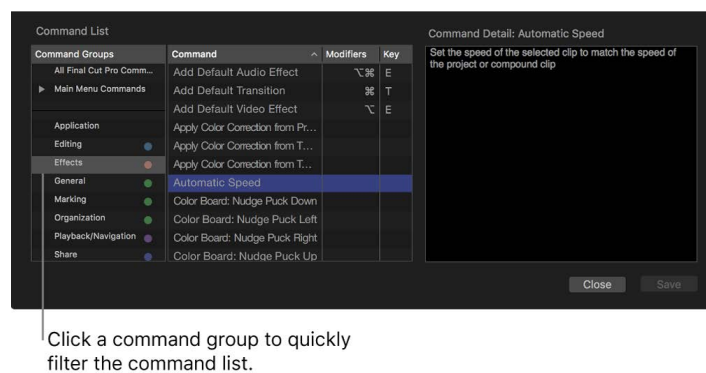 Command List
Command Detail: Automatic Speed
Command Groups
Command
Modifiers
Key
All Final Cut Pro Comm...
▶ Main Menu Commands
Application
Editing
Effects
General
Marking
Organization
Playback/Navigation
Share
Add Default Audio Effect ⌥⌘ E
Add Default Transition ⌘ T
Add Default Video Effect ⌥ E
Apply Color Correction from Pr...
Apply Color Correction from T...
Apply Color Correction from T...
Automatic Speed
Color Board: Nudge Puck Down
Color Board: Nudge Puck Left
Color Board: Nudge Puck Right
Color Board: Nudge Puck Up
Set the speed of the selected clip to match the speed of
the project or compound clip
Close
Save
Click a command group to quickly
filter the command list.